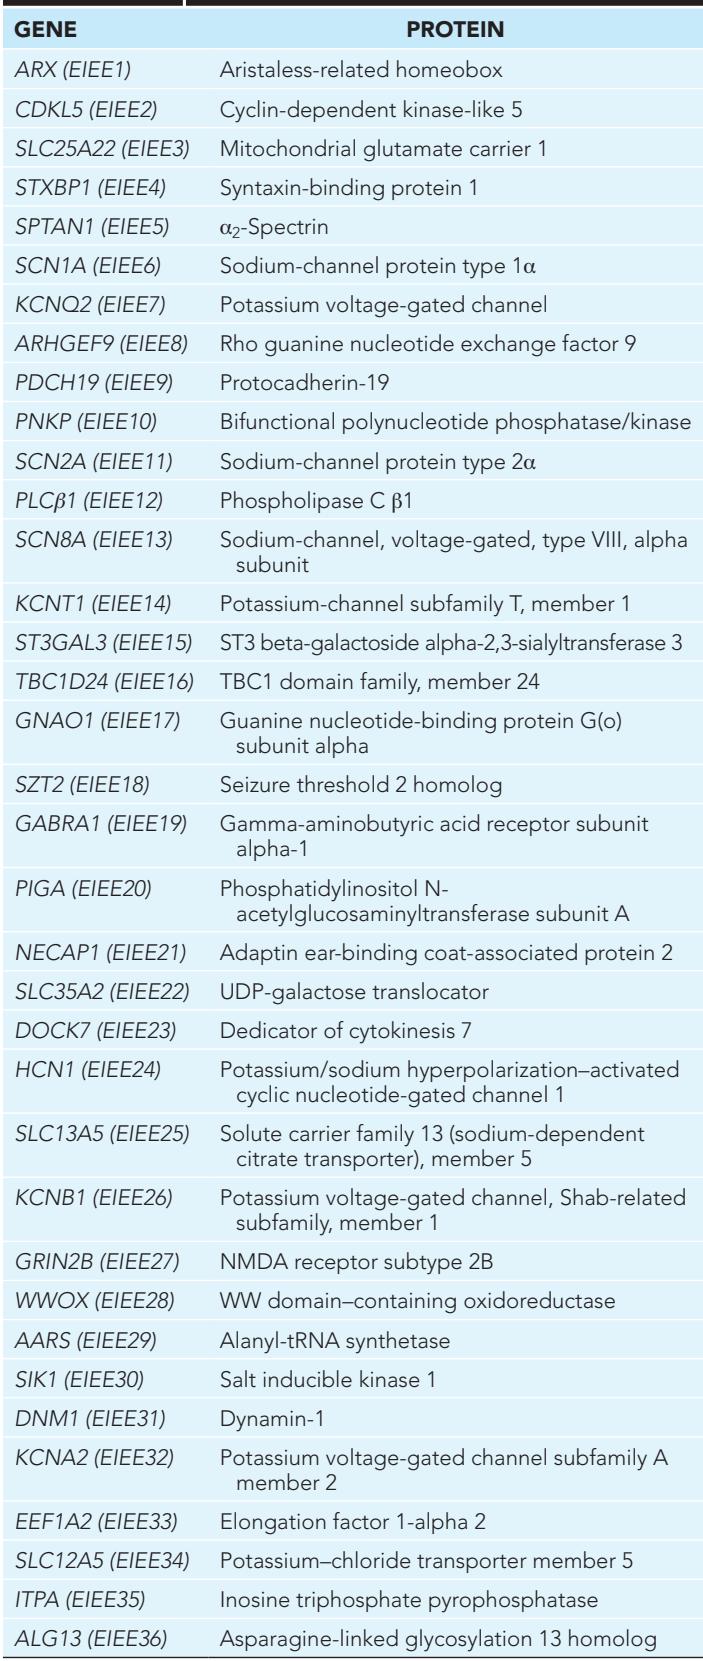 GENE PROTEIN
ARX (EIEE1) Aristaless-related homeobox
CDKL5 (EIEE2) Cyclin-dependent kinase-like 5
SLC25A22 (EIEE3) Mitochondrial glutamate carrier 1
STXBP1 (EIEE4) Syntaxin-binding protein 1
SPTAN1 (EIEE5) α2-Spectrin
SCN1A (EIEE6) Sodium-channel protein type 1α
KCNQ2 (EIEE7) Potassium voltage-gated channel
ARHGEF9 (EIEE8) Rho guanine nucleotide exchange factor 9
PDCH19 (EIEE9) Protocadherin-19
PNKP (EIEE10) Bifunctional polynucleotide phosphatase/kinase
SCN2A (EIEE11) Sodium-channel protein type 2α
PLCβ1 (EIEE12) Phospholipase C β1
SCN8A (EIEE13) Sodium-channel, voltage-gated, type VIII, alpha
subunit
KCNT1 (EIEE14) Potassium-channel subfamily T, member 1
ST3GAL3 (EIEE15) ST3 beta-galactoside alpha-2,3-sialyltransferase 3
TBC1D24 (EIEE16) TBC1 domain family, member 24
GNAO1 (EIEE17) Guanine nucleotide-binding protein G(o)
subunit alpha
SZT2 (EIEE18) Seizure threshold 2 homolog
GABRA1 (EIEE19) Gamma-aminobutyric acid receptor subunit
alpha-1
PIGA (EIEE20) Phosphatidylinositol N-
acetylglucosaminyltransferase subunit A
NECAP1 (EIEE21) Adaptin ear-binding coat-associated protein 2
SLC35A2 (EIEE22) UDP-galactose translocator
DOCK7 (EIEE23) Dedicator of cytokinesis 7
HCN1 (EIEE24) Potassium/sodium hyperpolarization–activated
cyclic nucleotide-gated channel 1
SLC13A5 (EIEE25) Solute carrier family 13 (sodium-dependent
citrate transporter), member 5
KCNB1 (EIEE26) Potassium voltage-gated channel, Shab-related
subfamily, member 1
GRIN2B (EIEE27) NMDA receptor subtype 2B
WWOX (EIEE28) WW domain–containing oxidoreductase
AARS (EIEE29) Alanyl-tRNA synthetase
SIK1 (EIEE30) Salt inducible kinase 1
DNM1 (EIEE31) Dynamin-1
KCNA2 (EIEE32) Potassium voltage-gated channel subfamily A
member 2
EEF1A2 (EIEE33) Elongation factor 1-alpha 2
SLC12A5 (EIEE34) Potassium–chloride transporter member 5
ITPA (EIEE35) Inosine triphosphate pyrophosphatase
ALG13 (EIEE36) Asparagine-linked glycosylation 13 homolog